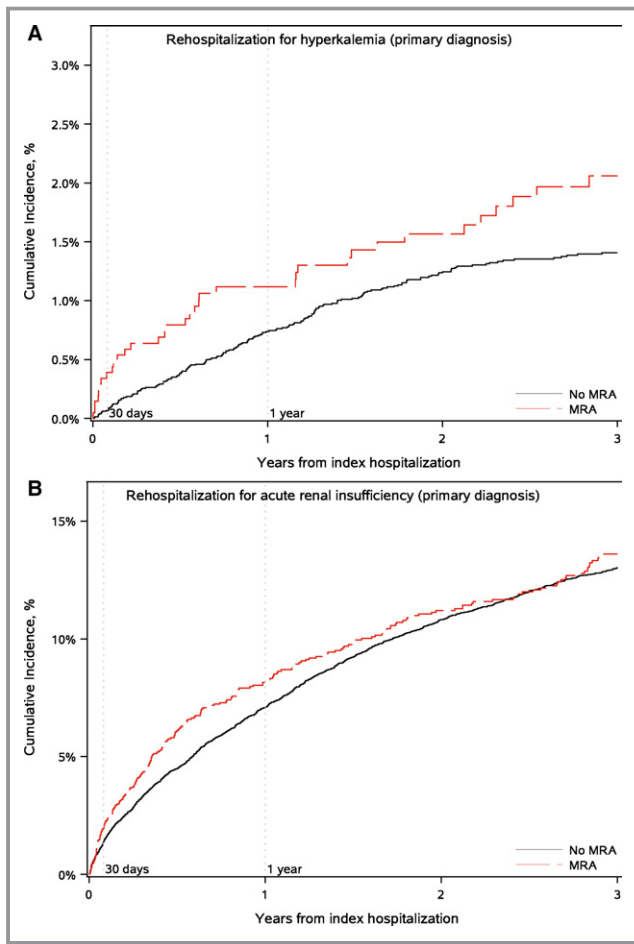 A
Rehospitalization for hyperkalemia (primary diagnosis)
3.0%
2.5%
2.0%
1.5%
1.0%
0.5%
0.0%
Cumulative Incidence, %
30 days
1 year
No MRA
MRA
0
1
2
3
Years from index hospitalization
B
Rehospitalization for acute renal insufficiency (primary diagnosis)
15%
10%
5%
0%
Cumulative Incidence, %
30 days
1 year
No MRA
MRA
0
1
2
3
Years from index hospitalization